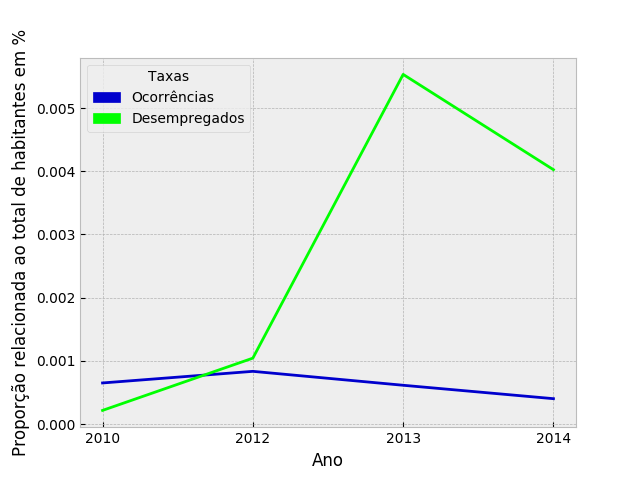 Proporção relacionada ao total de habitantes em %
Taxas
Ocorrências
Desempregados
0.005
0.004
0.003
0.002
0.001
0.000
2010 2012 2013 2014
Ano